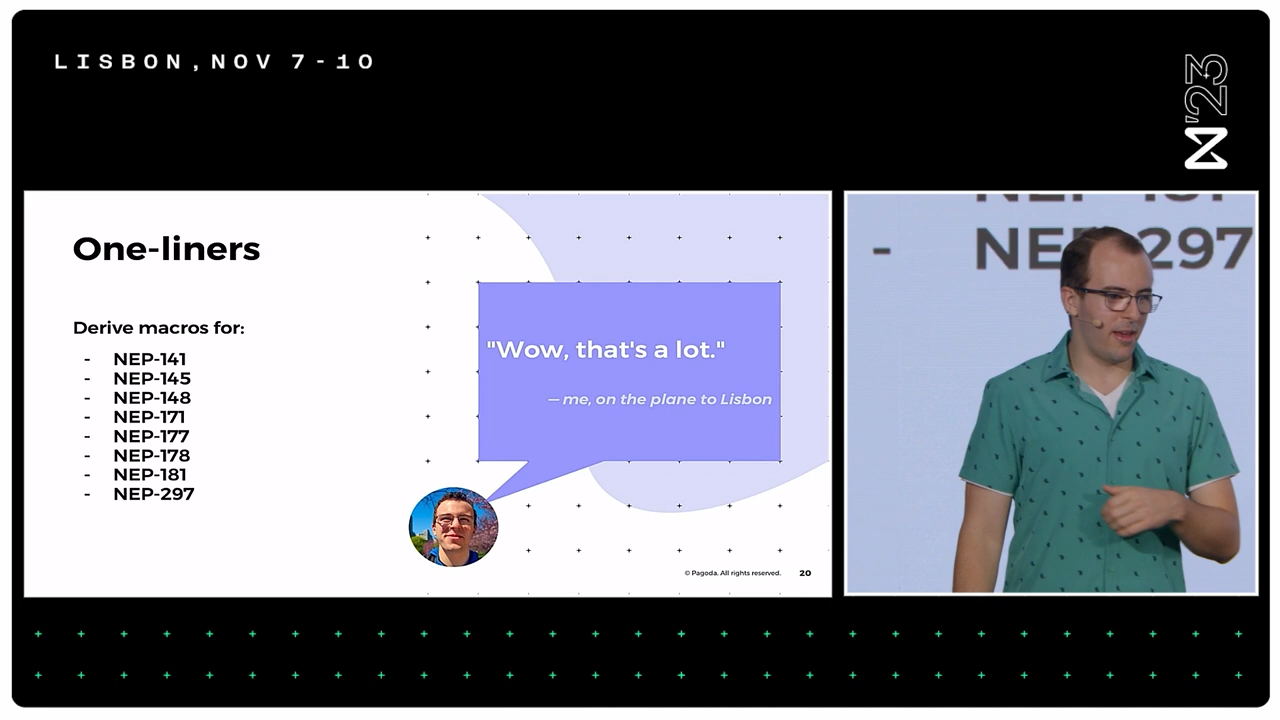 LISBON, NOV 7-10
'23
One-liners
Derive macros for:
- NEP-141
- NEP-145
- NEP-148
- NEP-171
- NEP-177
- NEP-178
- NEP-181
- NEP-297
"Wow, that's a lot."
— me, on the plane to Lisbon
© Pagoda. All rights reserved. 20
- NEP-297